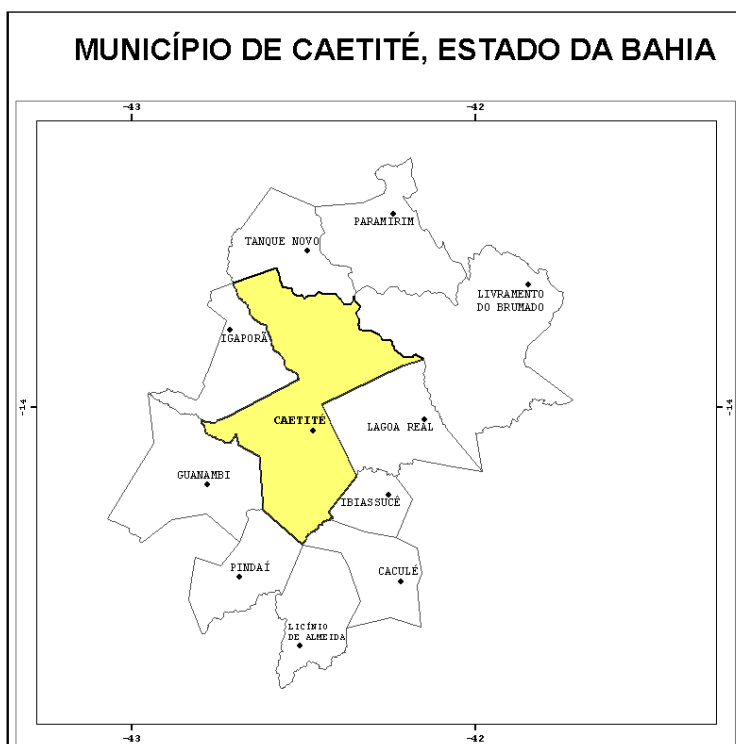 MUNICÍPIO DE CAETITÉ, ESTADO DA BAHIA
-43
-42
PARAMIRIM
TANQUE NOVO
LIVRAMENTO
DO BRUMADO
IGAPORÃ
-14
-14
CAETITÉ
LAGOA REAL
GUANAMBI
IBIASSUCÊ
PINDAÍ
CACULÉ
LICÍNIO
DE ALMEIDA
-43
-42